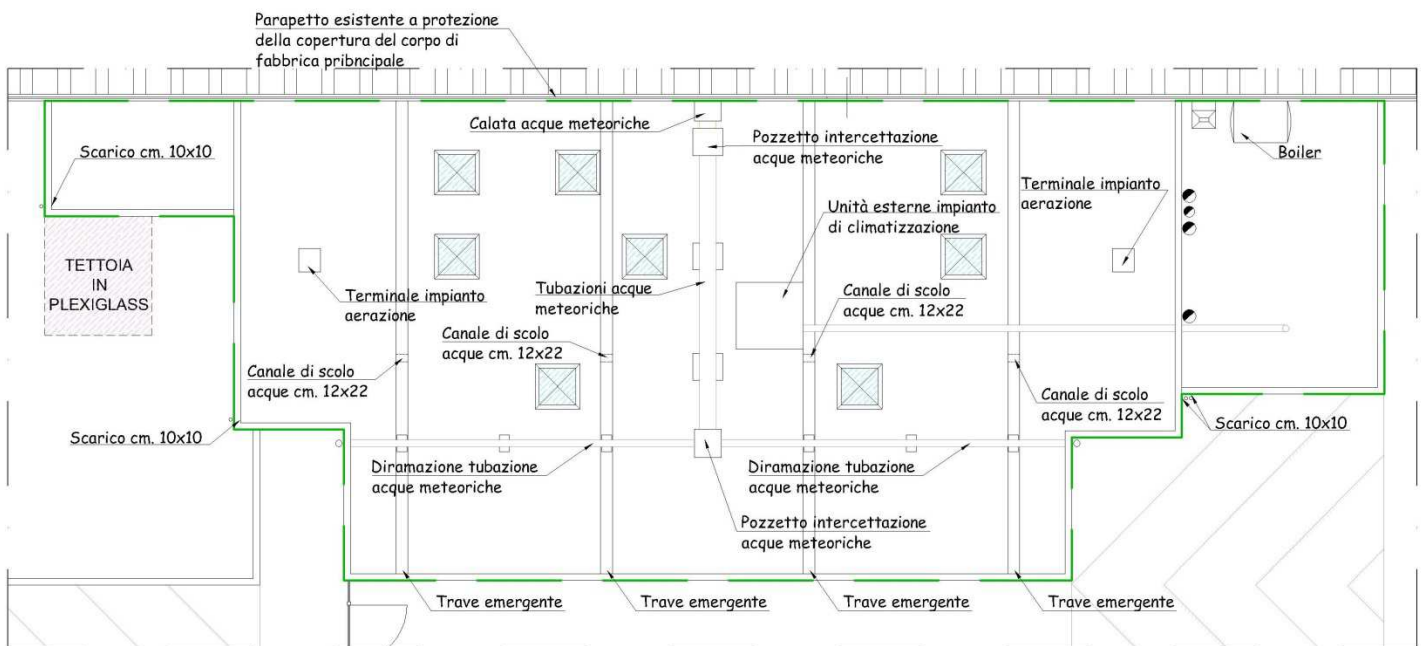 Parapetto esistente a protezione
della copertura del corpo di
fabbrica pribncipale
Calata acque meteoriche
Pozzetto intercettazione
acque meteoriche
Scarico cm. 10x10
Boiler
Terminale impianto
aerazione
Unità esterne impianto
di climatizzazione
TETTOIA
IN
PLEXIGLASS
Terminale impianto
aerazione
Tubazioni acque
meteoriche
Canale di scolo
acque cm. 12x22
Canale di scolo
acque cm. 12x22
Canale di scolo
acque cm. 12x22
Canale di scolo
acque cm. 12x22
Scarico cm. 10x10
Scarico cm. 10x10
Diramazione tubazione
acque meteoriche
Diramazione tubazione
acque meteoriche
Pozzetto intercettazione
acque meteoriche
Trave emergente
Trave emergente
Trave emergente
Trave emergente